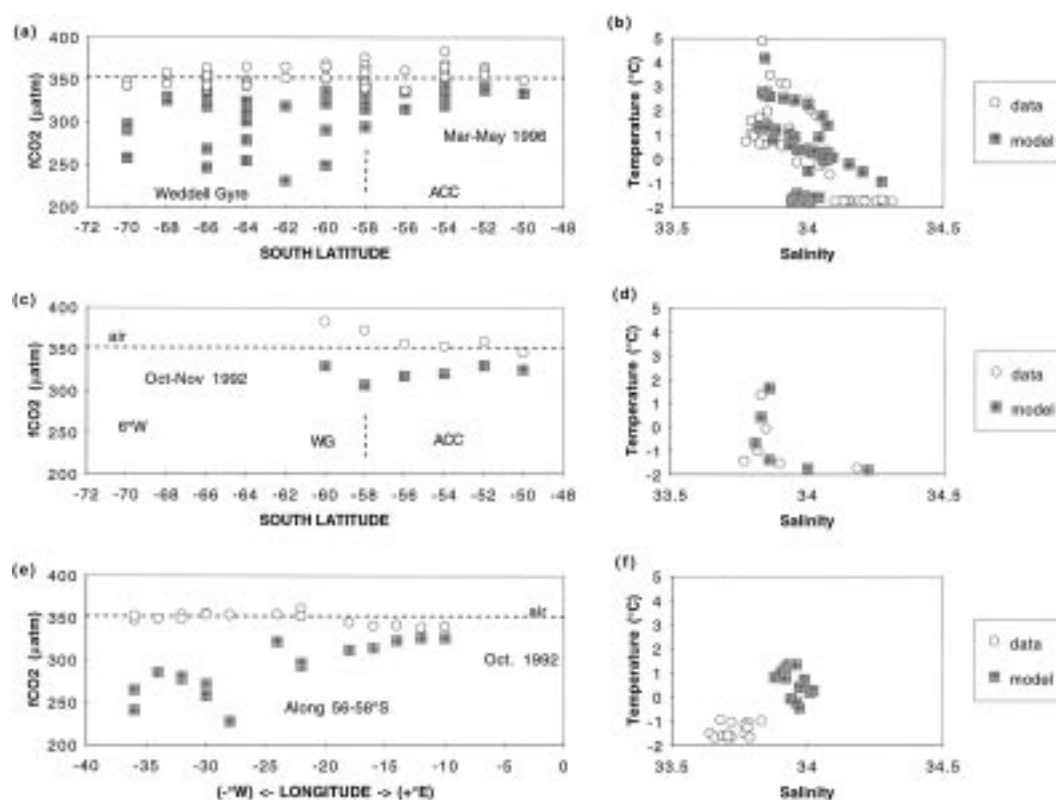 (a)
400
350
300
250
200
fCO2 (µatm)
Mar-May 1996
Weddell Gyre
ACC
-72 -70 -68 -66 -64 -62 -60 -58 -56 -54 -52 -50 -48
SOUTH LATITUDE
(b)
5
4
3
2
1
0
-1
-2
Temperature (°C)
33.5 34 34.5
Salinity
data
model
(c)
400
350
300
250
200
fCO2 (µatm)
air
Oct-Nov 1992
6°W
WG
ACC
-72 -70 -68 -66 -64 -62 -60 -58 -56 -54 -52 -50 -48
SOUTH LATITUDE
(d)
5
4
3
2
1
0
-1
-2
Temperature (°C)
33.5 34 34.5
Salinity
data
model
(e)
400
350
300
250
200
fCO2 (µatm)
air
Oct. 1992
Along 56-58°S
-40 -35 -30 -25 -20 -15 -10 -5 0
(-°W) <- LONGITUDE -> (+°E)
(f)
5
4
3
2
1
0
-1
-2
Temperature (°C)
33.5 34 34.5
Salinity
data
model